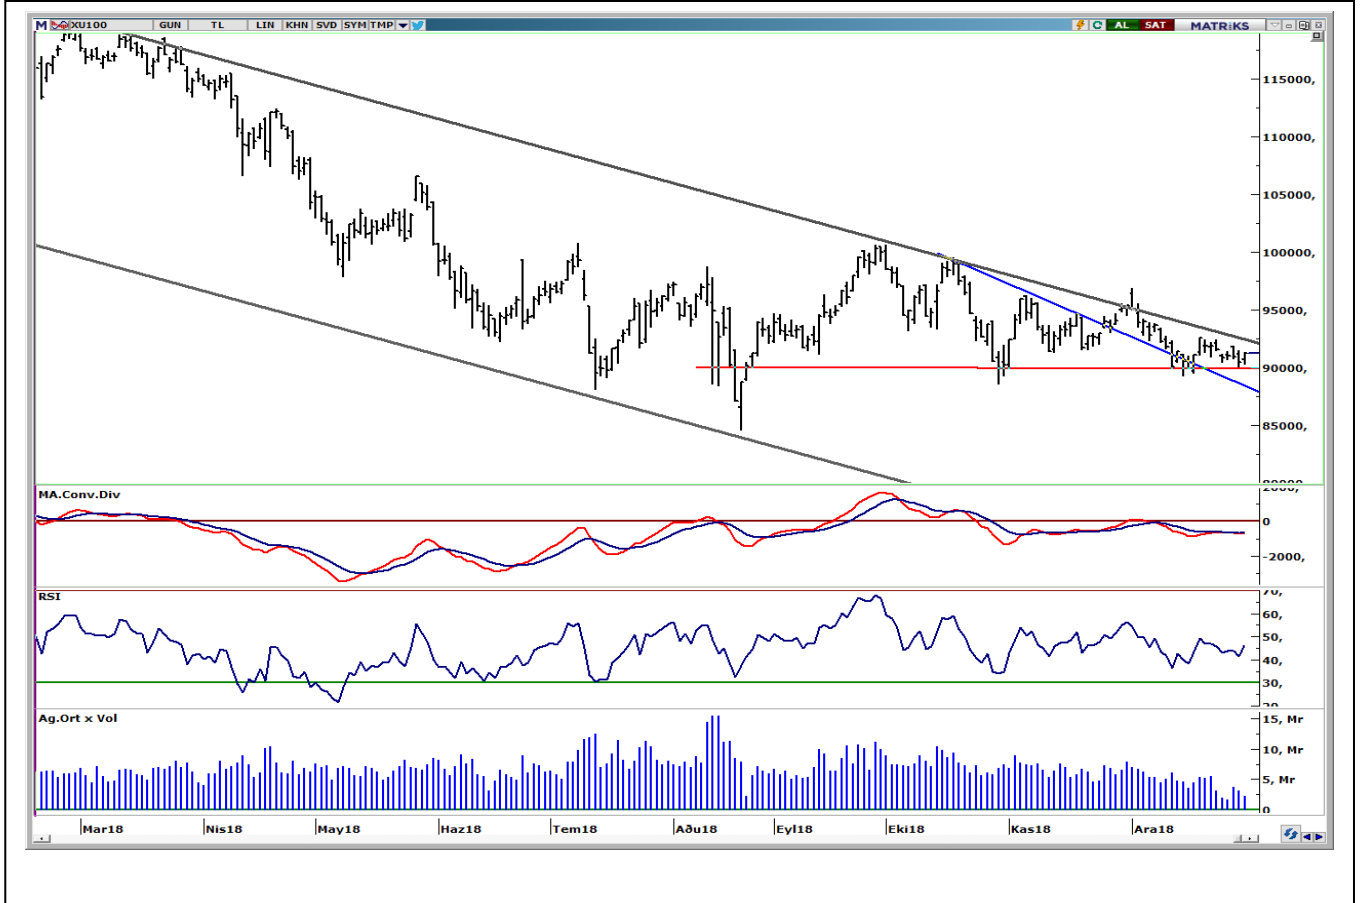 M XU100 GUN TL LIN KHN SVD SYM TMP AL SAT MATRiKS
115000,
110000,
105000,
100000,
95000,
90000,
85000,
80000,
MA.Conv.Div
2000,
0
-2000,
RSI
70,
60,
50,
40,
30,
20
Ag.Ort x Vol
15, Mr
10, Mr
5, Mr
0
Mar18 Nis18 May18 Haz18 Tem18 Aðu18 Eyl18 Eki18 Kas18 Ara18